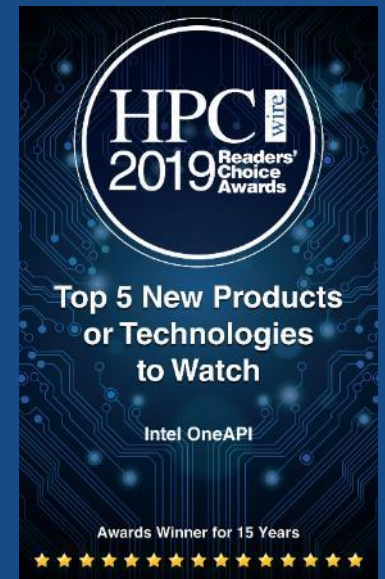 HPC wire
2019 Readers' Choice Awards
Top 5 New Products
or Technologies
to Watch
Intel OneAPI
Awards Winner for 15 Years